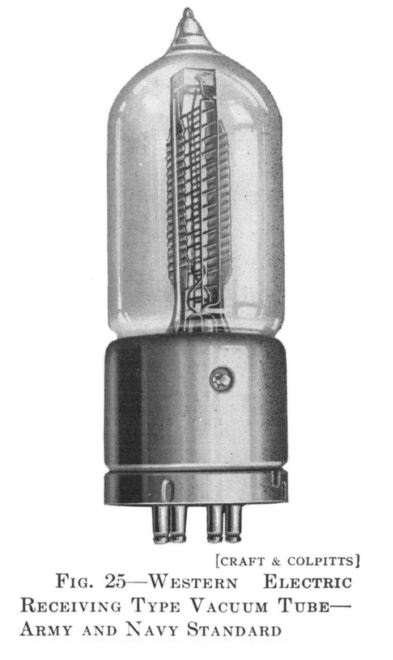 [CRAFT & COLPITTS]
FIG. 25—WESTERN ELECTRIC
RECEIVING TYPE VACUUM TUBE—
ARMY AND NAVY STANDARD